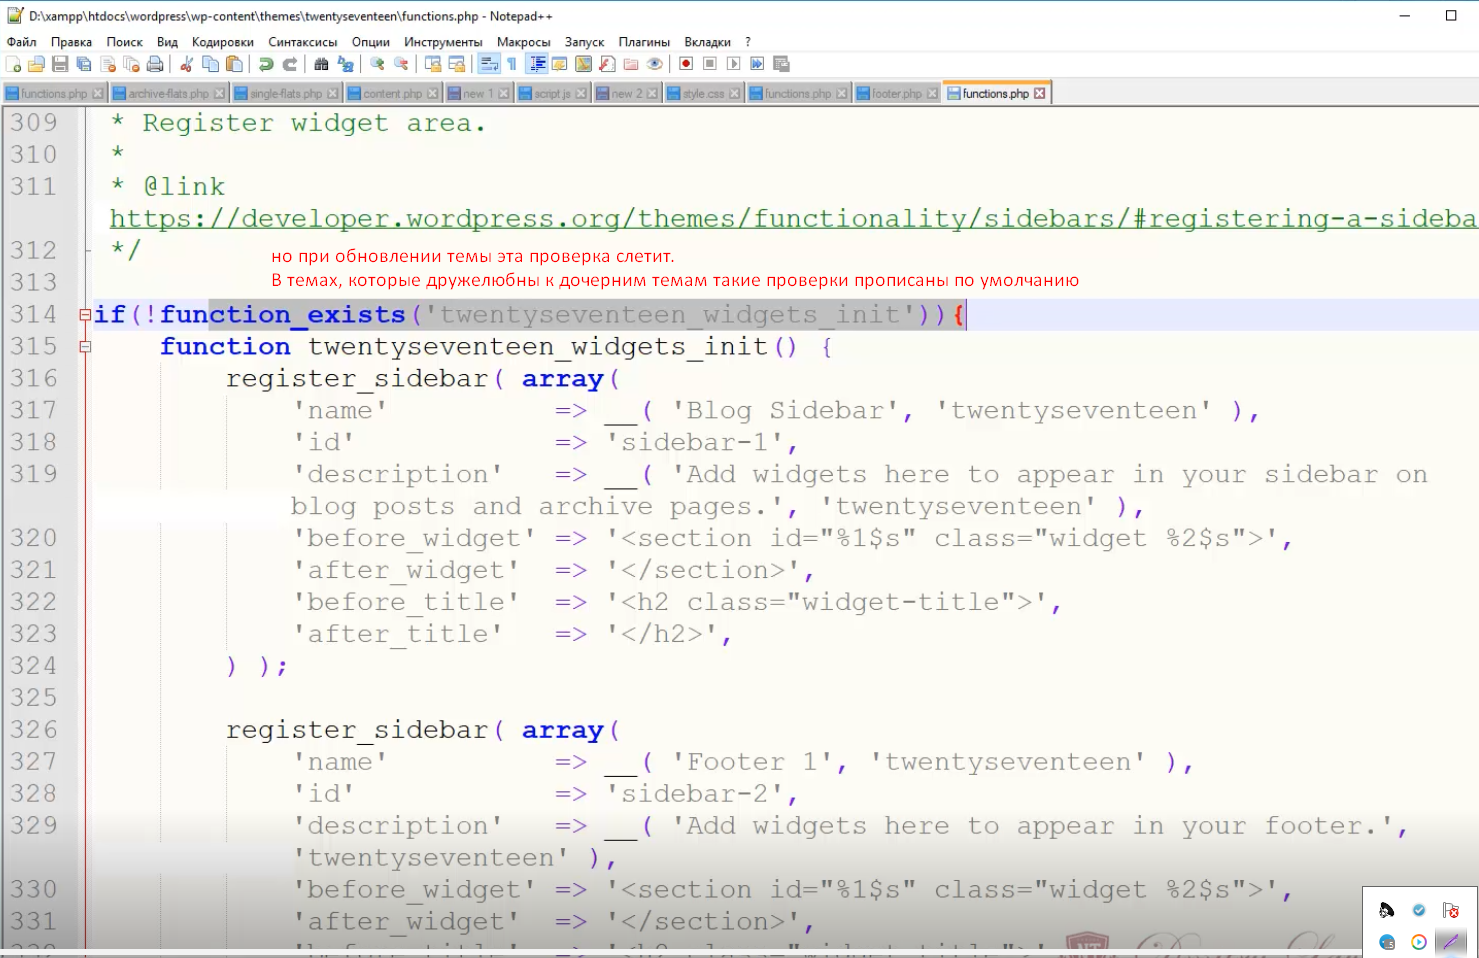 D:\xampp\htdocs\wordpress\wp-content\themes\twentyseventeen\functions.php - Notepad++
Файл Правка Поиск Вид Кодировки Синтаксисы Опции Инструменты Макросы Запуск Плагины Вкладки ?
functions.php archive-flats.php single-flats.php content.php new 1 script.js new 2 style.css functions.php footer.php functions.php
309 * Register widget area.
310 *
311 * @link
https://developer.wordpress.org/themes/functionality/sidebars/#registering-a-sideba
312 */
но при обновлении темы эта проверка слетит.
313 В темах, которые дружелюбны к дочерним темам такие проверки прописаны по умолчанию
314 if(!function_exists('twentyseventeen_widgets_init')){
315 function twentyseventeen_widgets_init() {
316 register_sidebar( array(
317 'name' => __( 'Blog Sidebar', 'twentyseventeen' ),
318 'id' => 'sidebar-1',
319 'description' => __( 'Add widgets here to appear in your sidebar on
blog posts and archive pages.', 'twentyseventeen' ),
320 'before_widget' => '<section id="%1$s" class="widget %2$s">',
321 'after_widget' => '</section>',
322 'before_title' => '<h2 class="widget-title">',
323 'after_title' => '</h2>',
324 ) );
325
326 register_sidebar( array(
327 'name' => __( 'Footer 1', 'twentyseventeen' ),
328 'id' => 'sidebar-2',
329 'description' => __( 'Add widgets here to appear in your footer.',
'twentyseventeen' ),
330 'before_widget' => '<section id="%1$s" class="widget %2$s">',
331 'after_widget' => '</section>',